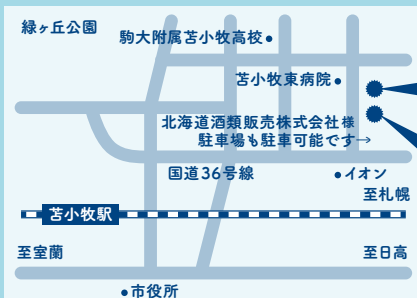 緑ヶ丘公園
駒大附属苫小牧高校●
苫小牧東病院●
北海道酒類販売株式会社様
駐車場も駐車可能です→
国道36号線
●イオン
至札幌
苫小牧駅
至室蘭
至日高
●市役所